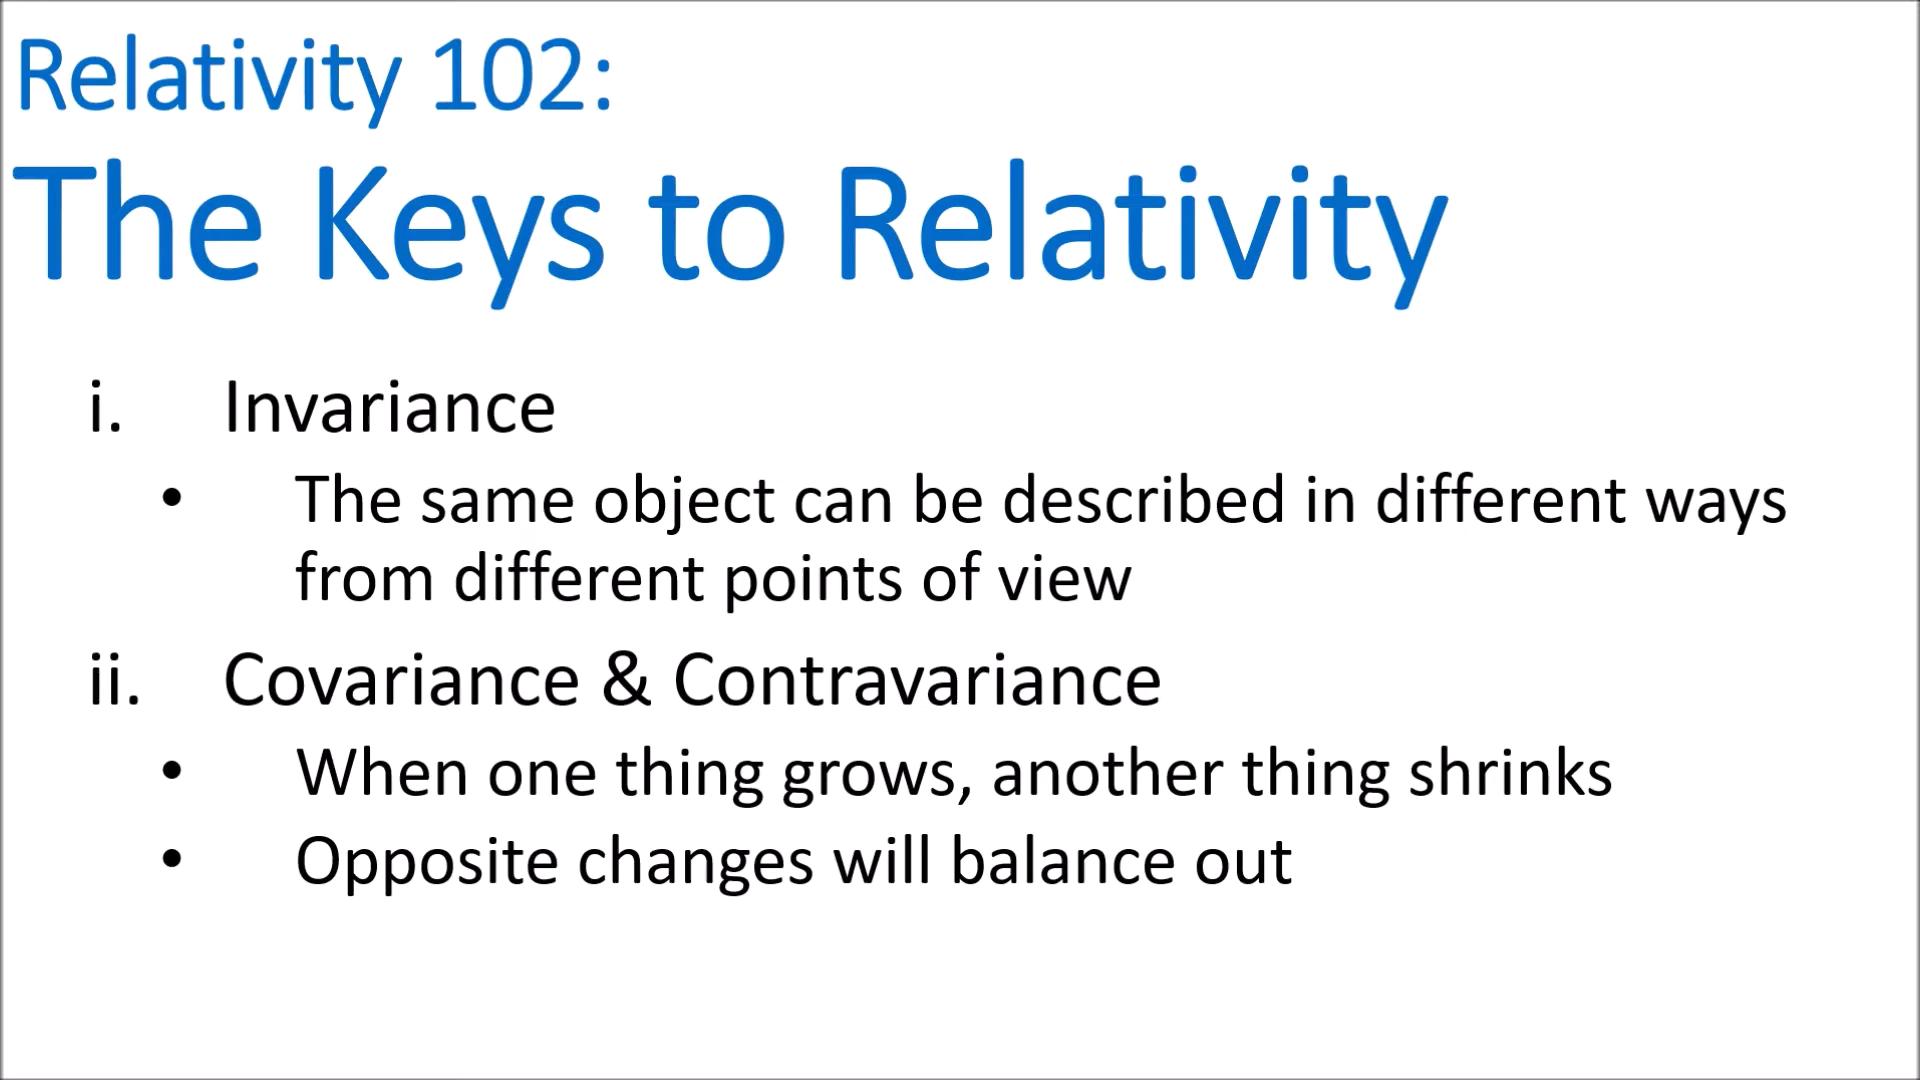 Relativity 102:
The Keys to Relativity
i. Invariance
• The same object can be described in different ways
from different points of view
ii. Covariance & Contravariance
• When one thing grows, another thing shrinks
• Opposite changes will balance out